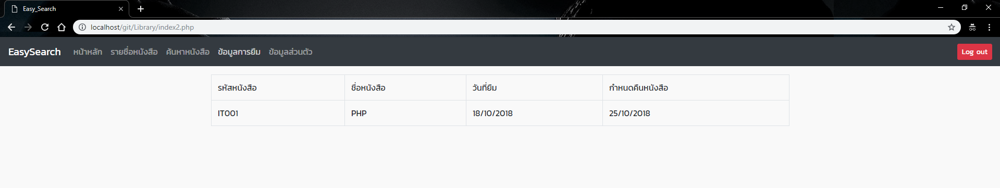 Easy_Search
localhost/git/Library/index2.php
EasySearch หน้าหลัก รายชื่อหนังสือ ค้นหาหนังสือ ข้อมูลการยืม ข้อมูลส่วนตัว Log out
รหัสหนังสือ ชื่อหนังสือ วันที่ยืม กำหนดคืนหนังสือ
IT001 PHP 18/10/2018 25/10/2018